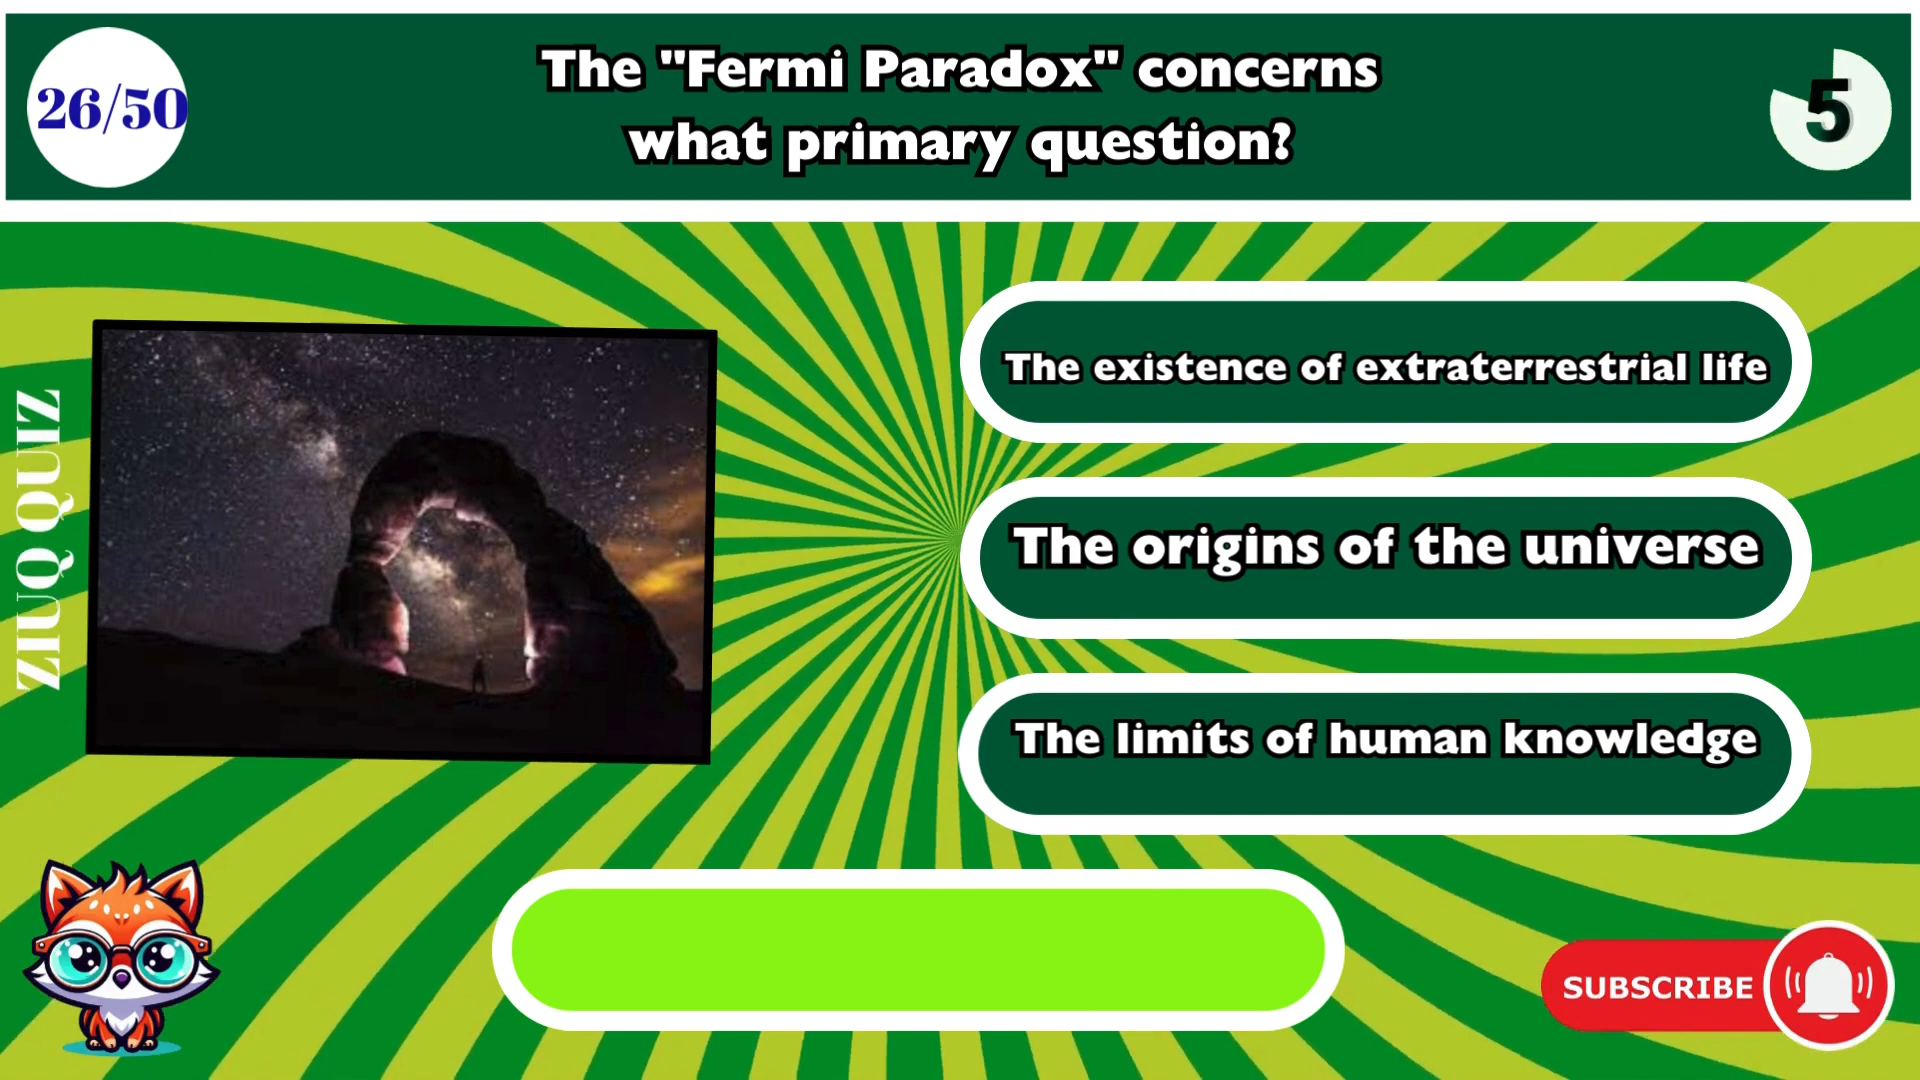 26/50
The "Fermi Paradox" concerns
what primary question?
5
ZIUQ QUIZ
The existence of extraterrestrial life
The origins of the universe
The limits of human knowledge
SUBSCRIBE